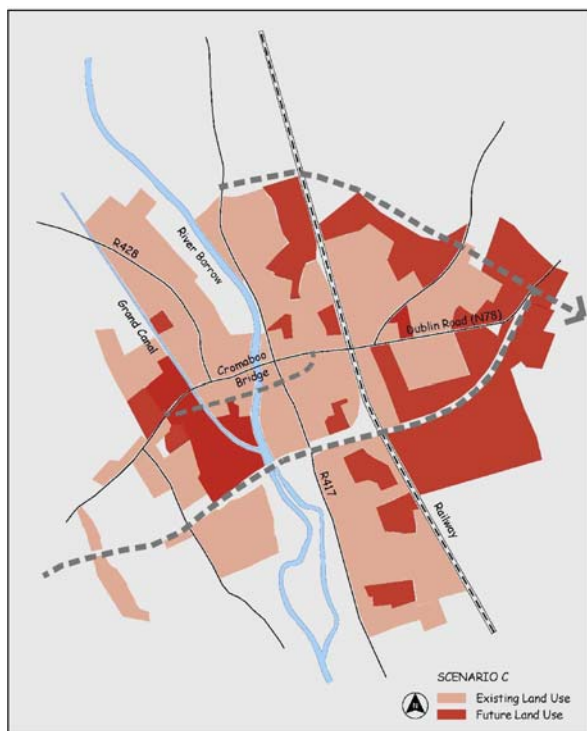 R428
River Barrow
Grand Canal
Dublin Road (N78)
Cromaboo
Bridge
R417
Railway
SCENARIO C
N
Existing Land Use
Future Land Use